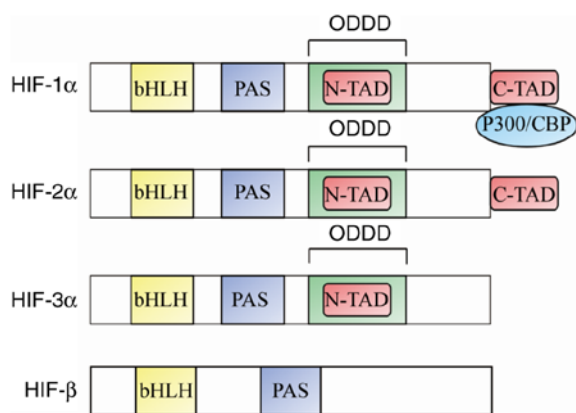 ODDD
HIF-1α bHLH PAS N-TAD C-TAD
P300/CBP
ODDD
HIF-2α bHLH PAS N-TAD C-TAD
ODDD
HIF-3α bHLH PAS N-TAD
HIF-β bHLH PAS